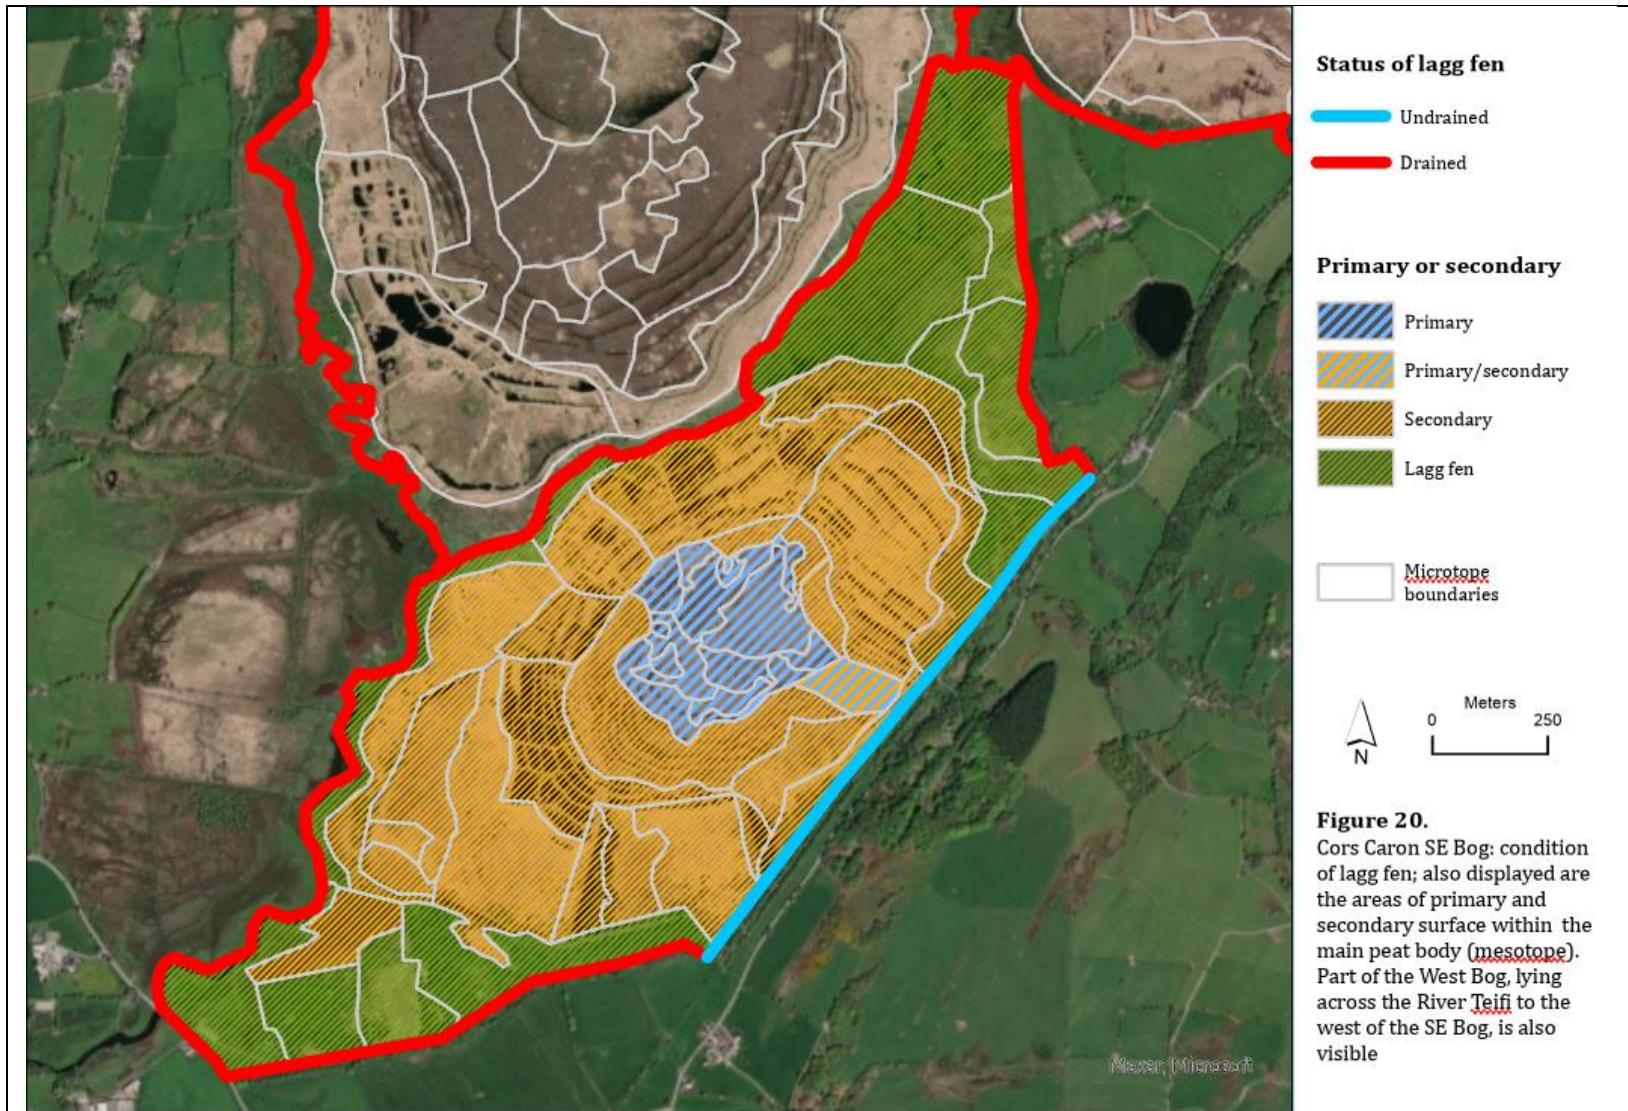 Status of lagg fen
Undrained
Drained
Primary or secondary
Primary
Primary/secondary
Secondary
Lagg fen
Microtope
boundaries
Meters
0 250
N
Figure 20.
Cors Caron SE Bog: condition
of lagg fen; also displayed are
the areas of primary and
secondary surface within the
main peat body (mesotope).
Part of the West Bog, lying
across the River Teifi to the
west of the SE Bog, is also
visible
Maxar, Microsoft